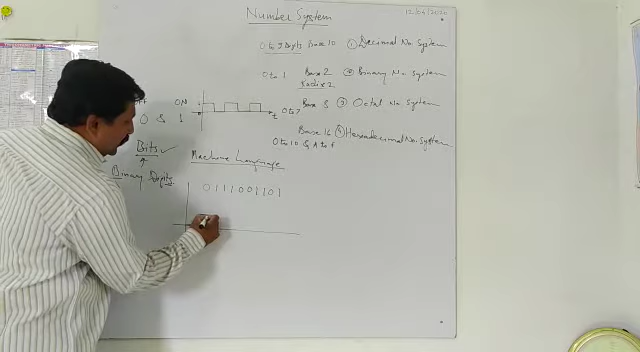 Number System
12/04/2020
0 to 9 Digits Base 10 ① Decimal No. System
0 to 1 Base 2 ② Binary No. System
Radix 2
ON
0 & 1
t
0 to 7 Base 8 ③ Octal No. System
Base 16 ④ Hexadecimal No. System
0 to 10 & A to f
Bits ✓
Machine Language
Binary Digits
0 1 1 1 0 0 1 1 0 1